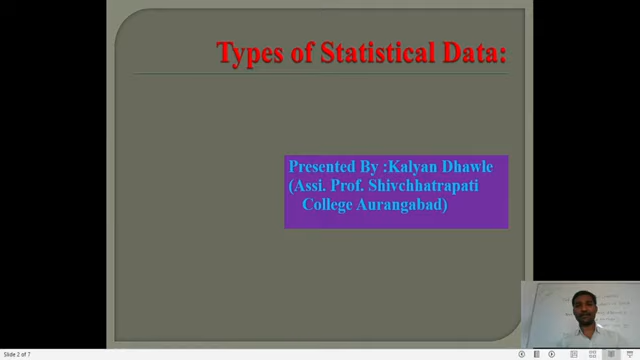 Types of Statistical Data:
Presented By :Kalyan Dhawle
(Assi. Prof. Shivchhatrapati
College Aurangabad)
Slide 2 of 7